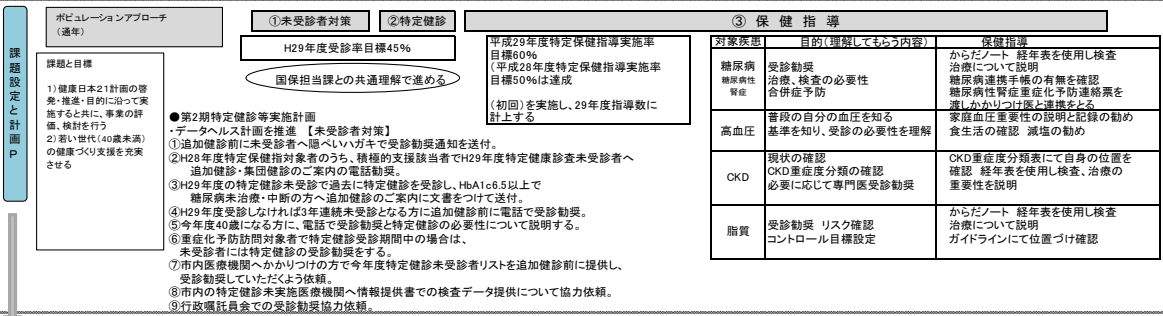 課題設定と計画P
ポピュレーションアプローチ
(通年)
課題と目標
1)健康日本21計画の啓
発・推進・目的に沿って実
施すると共に、事業の評
価、検討を行う
2)若い世代(40歳未満)
の健康づくり支援を充実
させる
①未受診者対策
②特定健診
③ 保 健 指 導
H29年度受診率目標45%
国保担当課との共通理解で進める
平成29年度特定保健指導実施率
目標60%
(平成28年度特定保健指導実施率
目標50%は達成
(初回)を実施し、29年度指導数に
計上する
●第2期特定健診等実施計画
・データヘルス計画を推進 【未受診者対策】
①追加健診前に未受診者へ隠ぺいハガキで受診勧奨通知を送付。
②H28年度特定保健指対象者のうち、積極的支援該当者でH29年度特定健康診査未受診者へ
追加健診・集団健診のご案内の電話勧奨。
③H29年度の特定健診未受診で過去に特定健診を受診し、HbA1c6.5以上で
糖尿病未治療・中断の方へ追加健診のご案内に文書をつけて送付。
④H29年度受診しなければ3年連続未受診となる方に追加健診前に電話で受診勧奨。
⑤今年度40歳になる方に、電話で受診勧奨と特定健診の必要性について説明する。
⑥重症化予防訪問対象者で特定健診受診期間中の場合は、
未受診者には特定健診の受診勧奨をする。
⑦市内医療機関へかかりつけの方で今年度特定健診未受診者リストを追加健診前に提供し、
受診勧奨していただくよう依頼。
⑧市内の特定健診未実施医療機関へ情報提供書での検査データ提供について協力依頼。
⑨行政嘱託員会での受診勧奨協力依頼。
対象疾患 目的(理解してもらう内容) 保健指導
糖尿病
糖尿病性
腎症
受診勧奨
治療、検査の必要性
合併症予防
からだノート 経年表を使用し検査
治療について説明
糖尿病連携手帳の有無を確認
糖尿病性腎症重症化予防連絡票を
渡しかかりつけ医と連携をとる
高血圧
普段の自分の血圧を知る
基準を知り、受診の必要性を理解
家庭血圧重要性の説明と記録の勧め
食生活の確認 減塩の勧め
CKD
現状の確認
CKD重症度分類の確認
必要に応じて専門医受診勧奨
CKD重症度分類表にて自身の位置を
確認 経年表を使用し検査、治療の
重要性を説明
脂質
受診勧奨 リスク確認
コントロール目標設定
からだノート 経年表を使用し検査
治療について説明
ガイドラインにて位置づけ確認